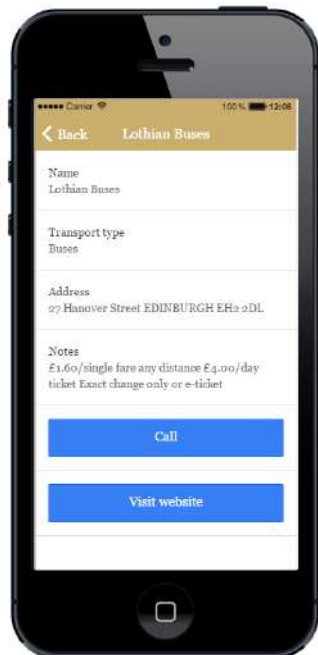 Carrier 100% 12:06
Back Lothian Buses
Name
Lothian Buses
Transport type
Buses
Address
27 Hanover Street EDINBURGH EH2 2DL
Notes
£1.60/single fare any distance £4.00/day
ticket Exact change only or e-ticket
Call
Visit website